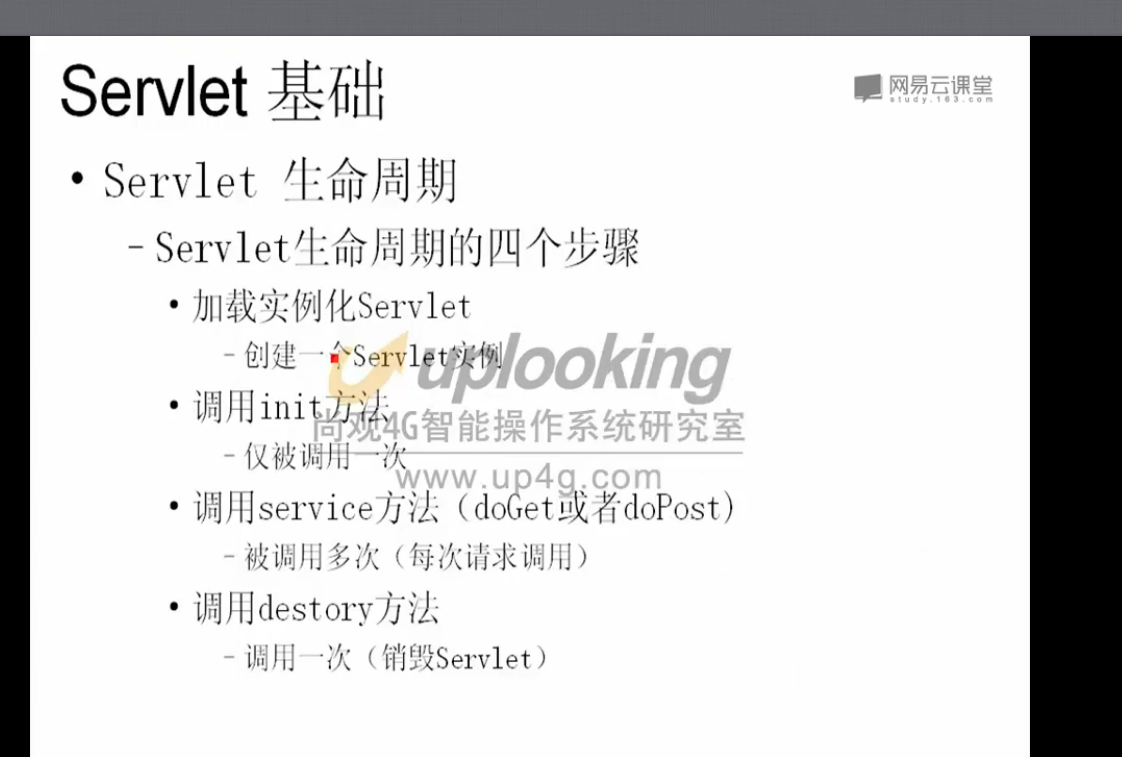 Servlet 基础
网易云课堂
study.163.com
• Servlet 生命周期
– Servlet生命周期的四个步骤
• 加载实例化Servlet
– 创建一个Servlet实例
uplooking
• 调用init方法
尚观4G智能操作系统研究室
– 仅被调用一次
www.up4g.com
• 调用service方法（doGet或者doPost)
– 被调用多次（每次请求调用）
• 调用destory方法
– 调用一次（销毁Servlet）